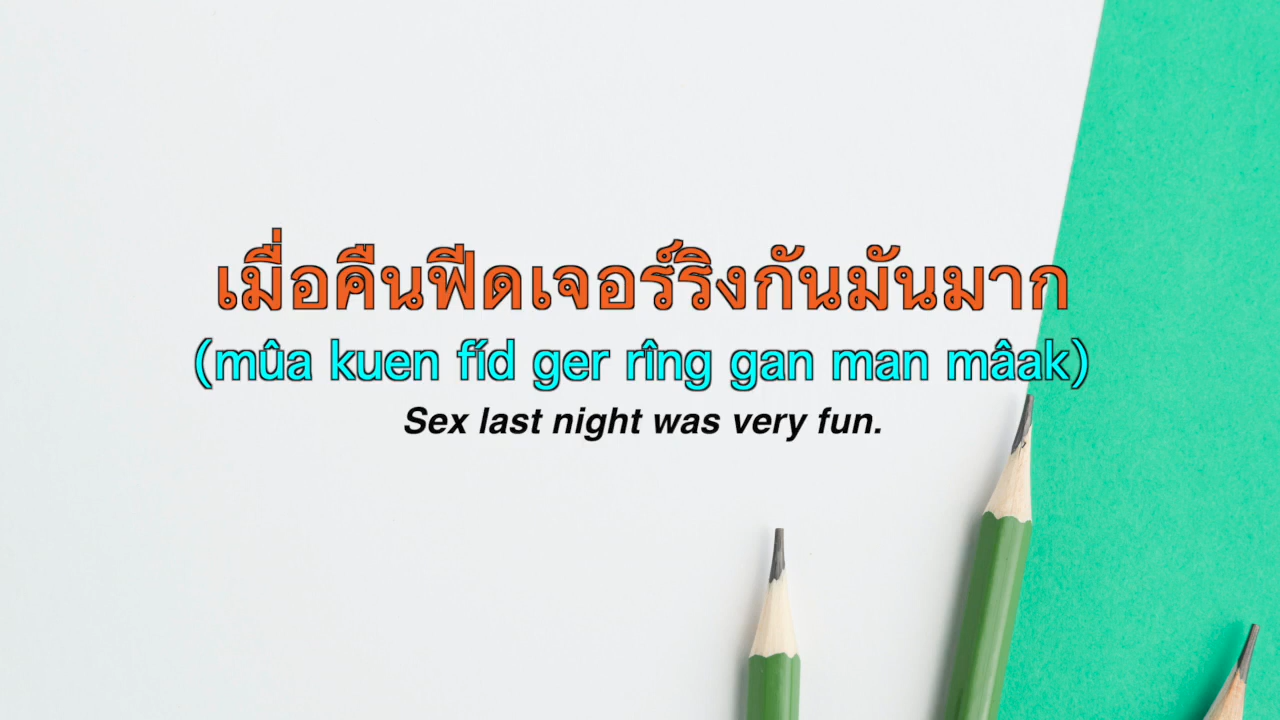 เมื่อคืนฟีดเจอร์ริงกันมันมาก
(mûa kuen fíd ger rîng gan man mâak)
Sex last night was very fun.